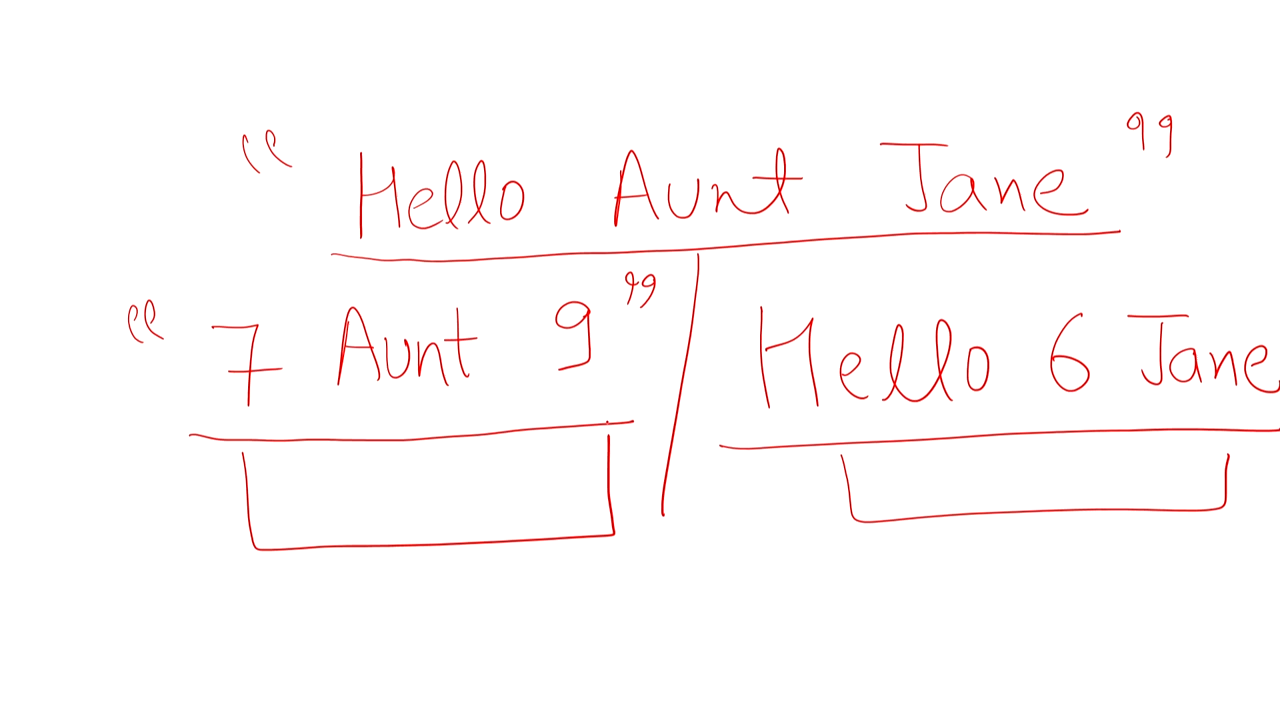 “Hello Aunt Jane”
“7 Aunt 9”
Hello 6 Jane